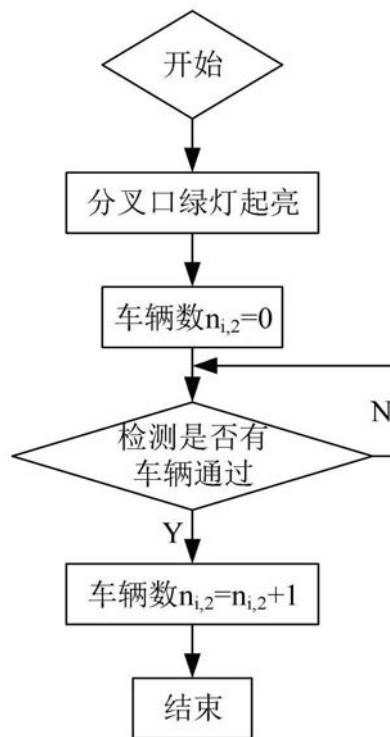 开始
分叉口绿灯起亮
车辆数n_{i,2}=0
N
检测是否有
车辆通过
Y
车辆数n_{i,2}=n_{i,2}+1
结束